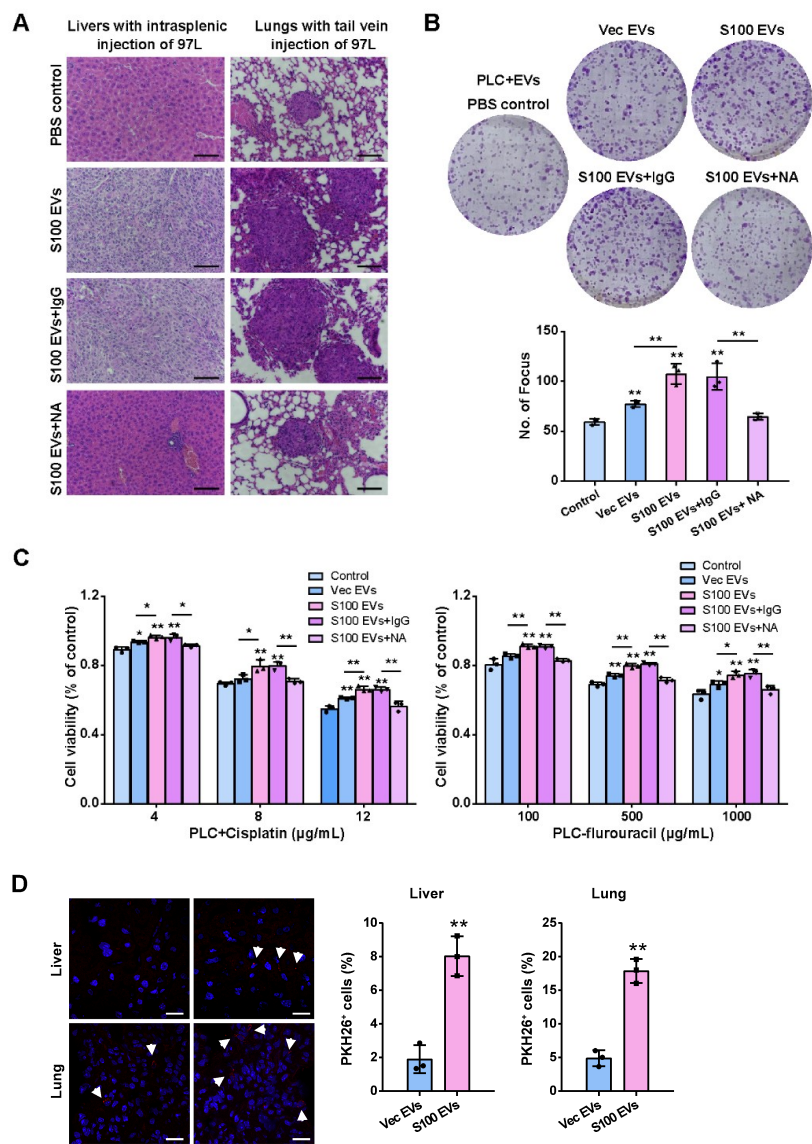 A
Livers with intrasplenic
injection of 97L
Lungs with tail vein
injection of 97L
PBS control
S100 EVs
S100 EVs+IgG
S100 EVs+NA
B
Vec EVs
S100 EVs
PLC+EVs
PBS control
S100 EVs+IgG
S100 EVs+NA
150
100
50
0
No. of Focus
**
**
**
**
**
Control
Vec EVs
S100 EVs
S100 EVs+IgG
S100 EVs+ NA
C
Control
Vec EVs
S100 EVs
S100 EVs+IgG
S100 EVs+NA
1.2
0.8
0.4
0.0
Cell viability (% of control)
* *
* ** **
* **
** **
** **
** ** **
4 8 12
PLC+Cisplatin (µg/mL)
Control
Vec EVs
S100 EVs
S100 EVs+IgG
S100 EVs+NA
1.2
0.8
0.4
0.0
Cell viability (% of control)
** **
** **
** **
** ** **
* **
* ** **
100 500 1000
PLC-flurouracil (µg/mL)
D
Liver
Lung
Liver
10
8
6
4
2
0
PKH26⁺ cells (%)
**
Vec EVs
S100 EVs
Lung
25
20
15
10
5
0
PKH26⁺ cells (%)
**
Vec EVs
S100 EVs